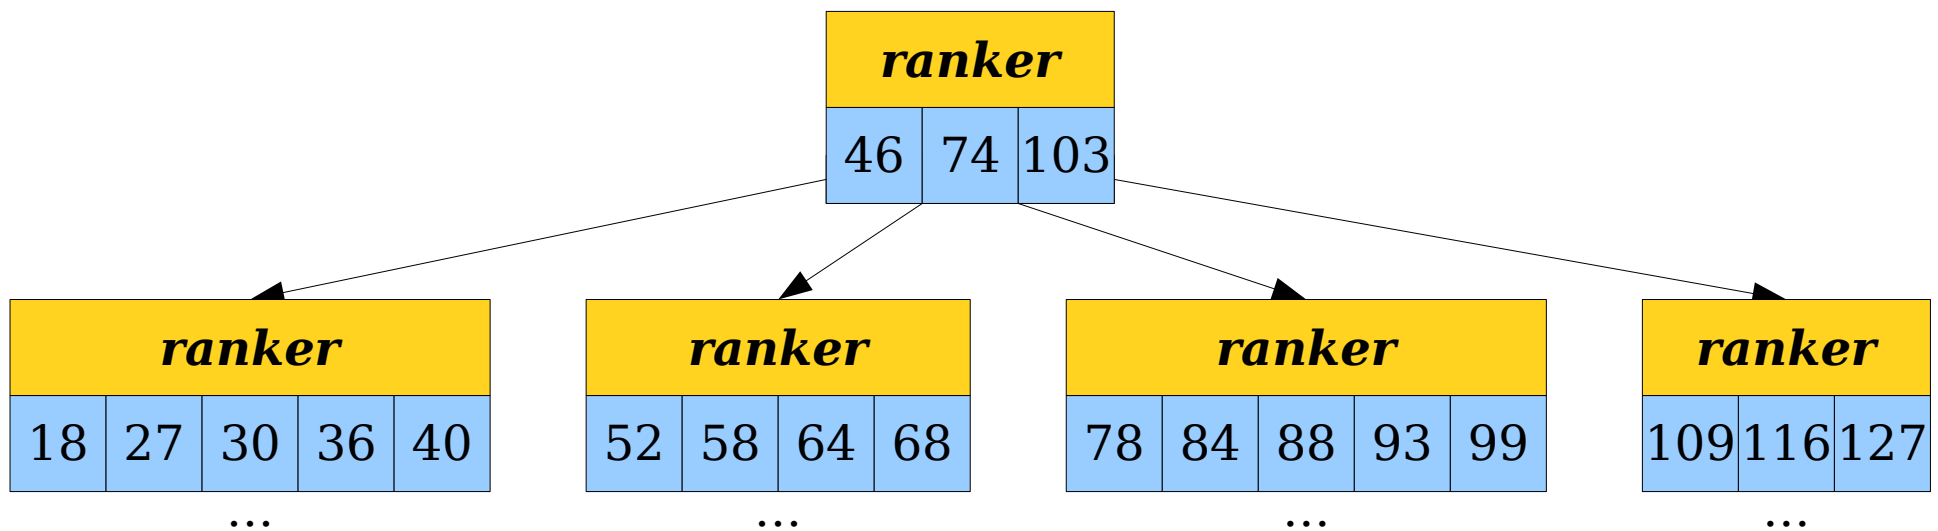 ranker
46 74 103
ranker ranker ranker ranker
18 27 30 36 40 52 58 64 68 78 84 88 93 99 109 116 127
... ... ... ...